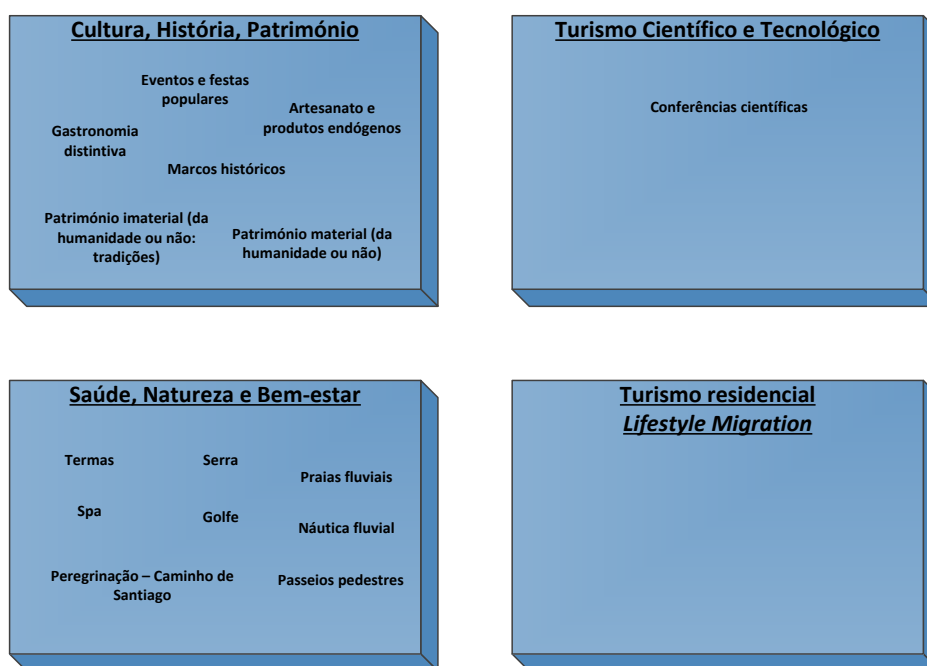 Cultura, História, Património
Eventos e festas
populares
Artesanato e
produtos endógenos
Gastronomia
distintiva
Marcos históricos
Património imaterial (da
humanidade ou não:
tradições)
Património material (da
humanidade ou não)
Turismo Científico e Tecnológico
Conferências científicas
Saúde, Natureza e Bem-estar
Termas
Serra
Praias fluviais
Spa
Golfe
Náutica fluvial
Peregrinação – Caminho de
Santiago
Passeios pedestres
Turismo residencial
Lifestyle Migration